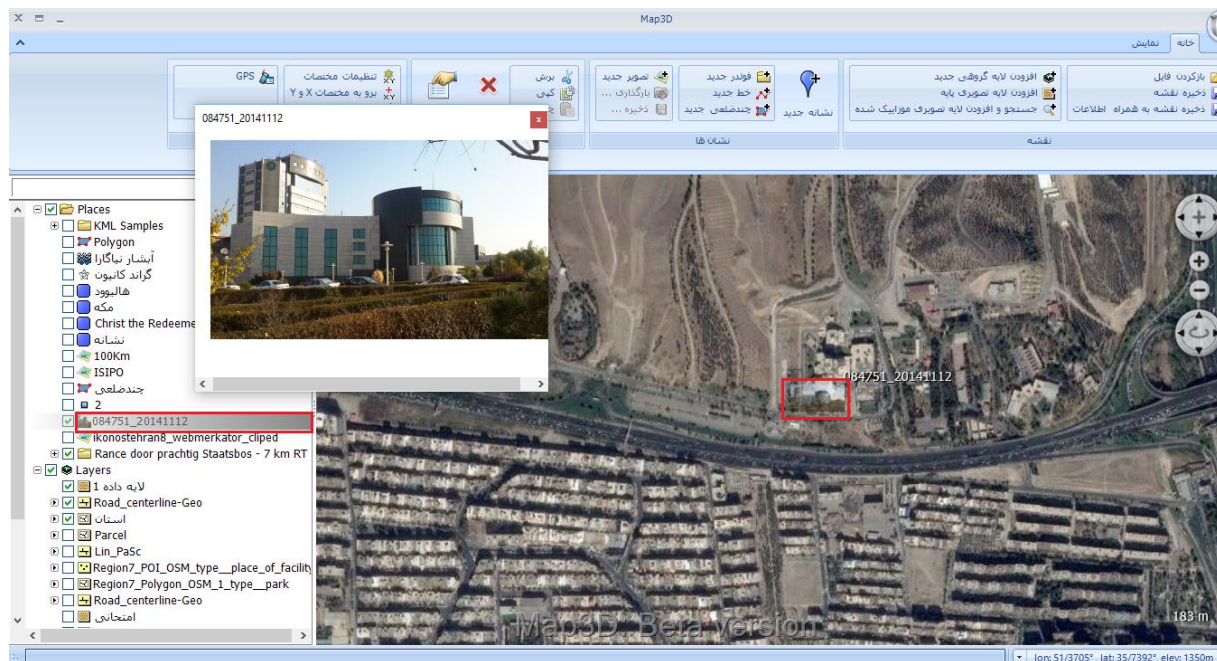 Map3D
خانه
نمایش
بازکردن فایل
ذخیره نقشه
ذخیره نقشه به همراه اطلاعات
افزودن لایه گروهی جدید
افزودن لایه تصویری پایه
جستجو و افزودن لایه تصویری موزاییک شده
نقشه
نشانه جدید
فولدر جدید
خط جدید
چندضلعی جدید
تصویر جدید
بارگذاری ...
ذخیره ...
نشان ها
برش
کپی
تنظیمات مختصات
برو به مختصات X و Y
GPS
084751_20141112
x
Places
KML Samples
Polygon
آبشار نیاگارا
گراند کانیون
هالیوود
مکه
Christ the Redeeme
نشانه
100Km
ISIPO
چندضلعی
2
084751_20141112
ikonostehran8_webmerkator_cliped
Rance door prachtig Staatsbos - 7 km RT
Layers
لایه داده 1
Road_centerline-Geo
استان
Parcel
Lin_PaSc
Region7_POI_OSM_type__place_of_facility
Region7_Polygon_OSM_1_type__park
Road_centerline-Geo
امتحانی
084751_20141112
183 m
Map3D: Beta version
lon: 51/3705° lat: 35/7392° elev: 1350m